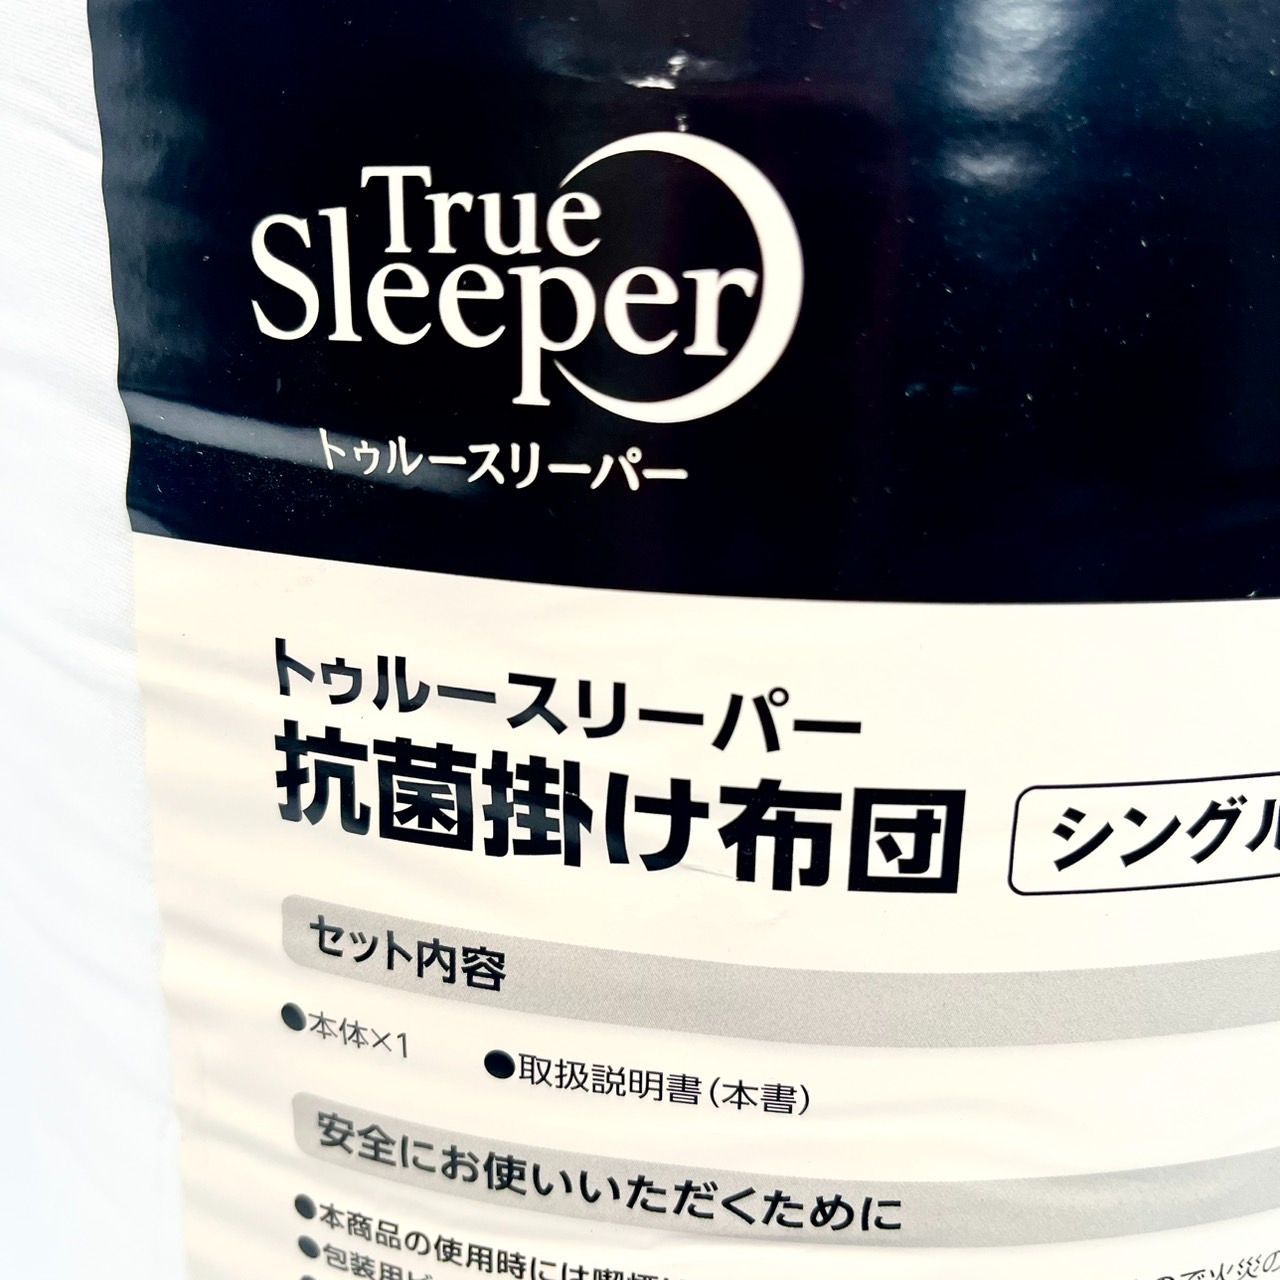 True
Sleeper
トゥルースリーパー
トゥルースリーパー
抗菌掛け布団 シングル
セット内容
●本体×1 ●取扱説明書(本書)
安全にお使いいただくために
●本商品の使用時には喫煙
●包装用